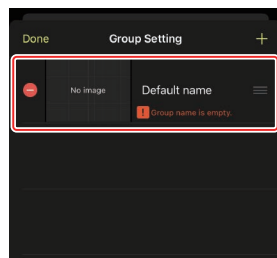 Done Group Setting +
No image Default name
! Group name is empty.